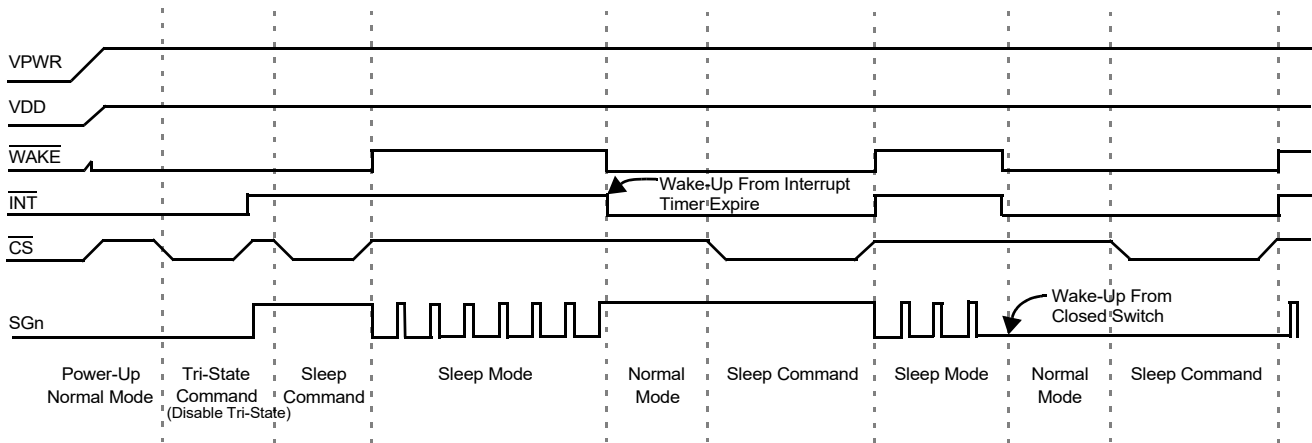 VPWR
VDD
WAKE
INT
Wake-Up From Interrupt
Timer Expire
CS
SGn
Wake-Up From
Closed Switch
Power-Up
Normal Mode
Tri-State
Command
(Disable Tri-State)
Sleep
Command
Sleep Mode
Normal
Mode
Sleep Command
Sleep Mode
Normal
Mode
Sleep Command